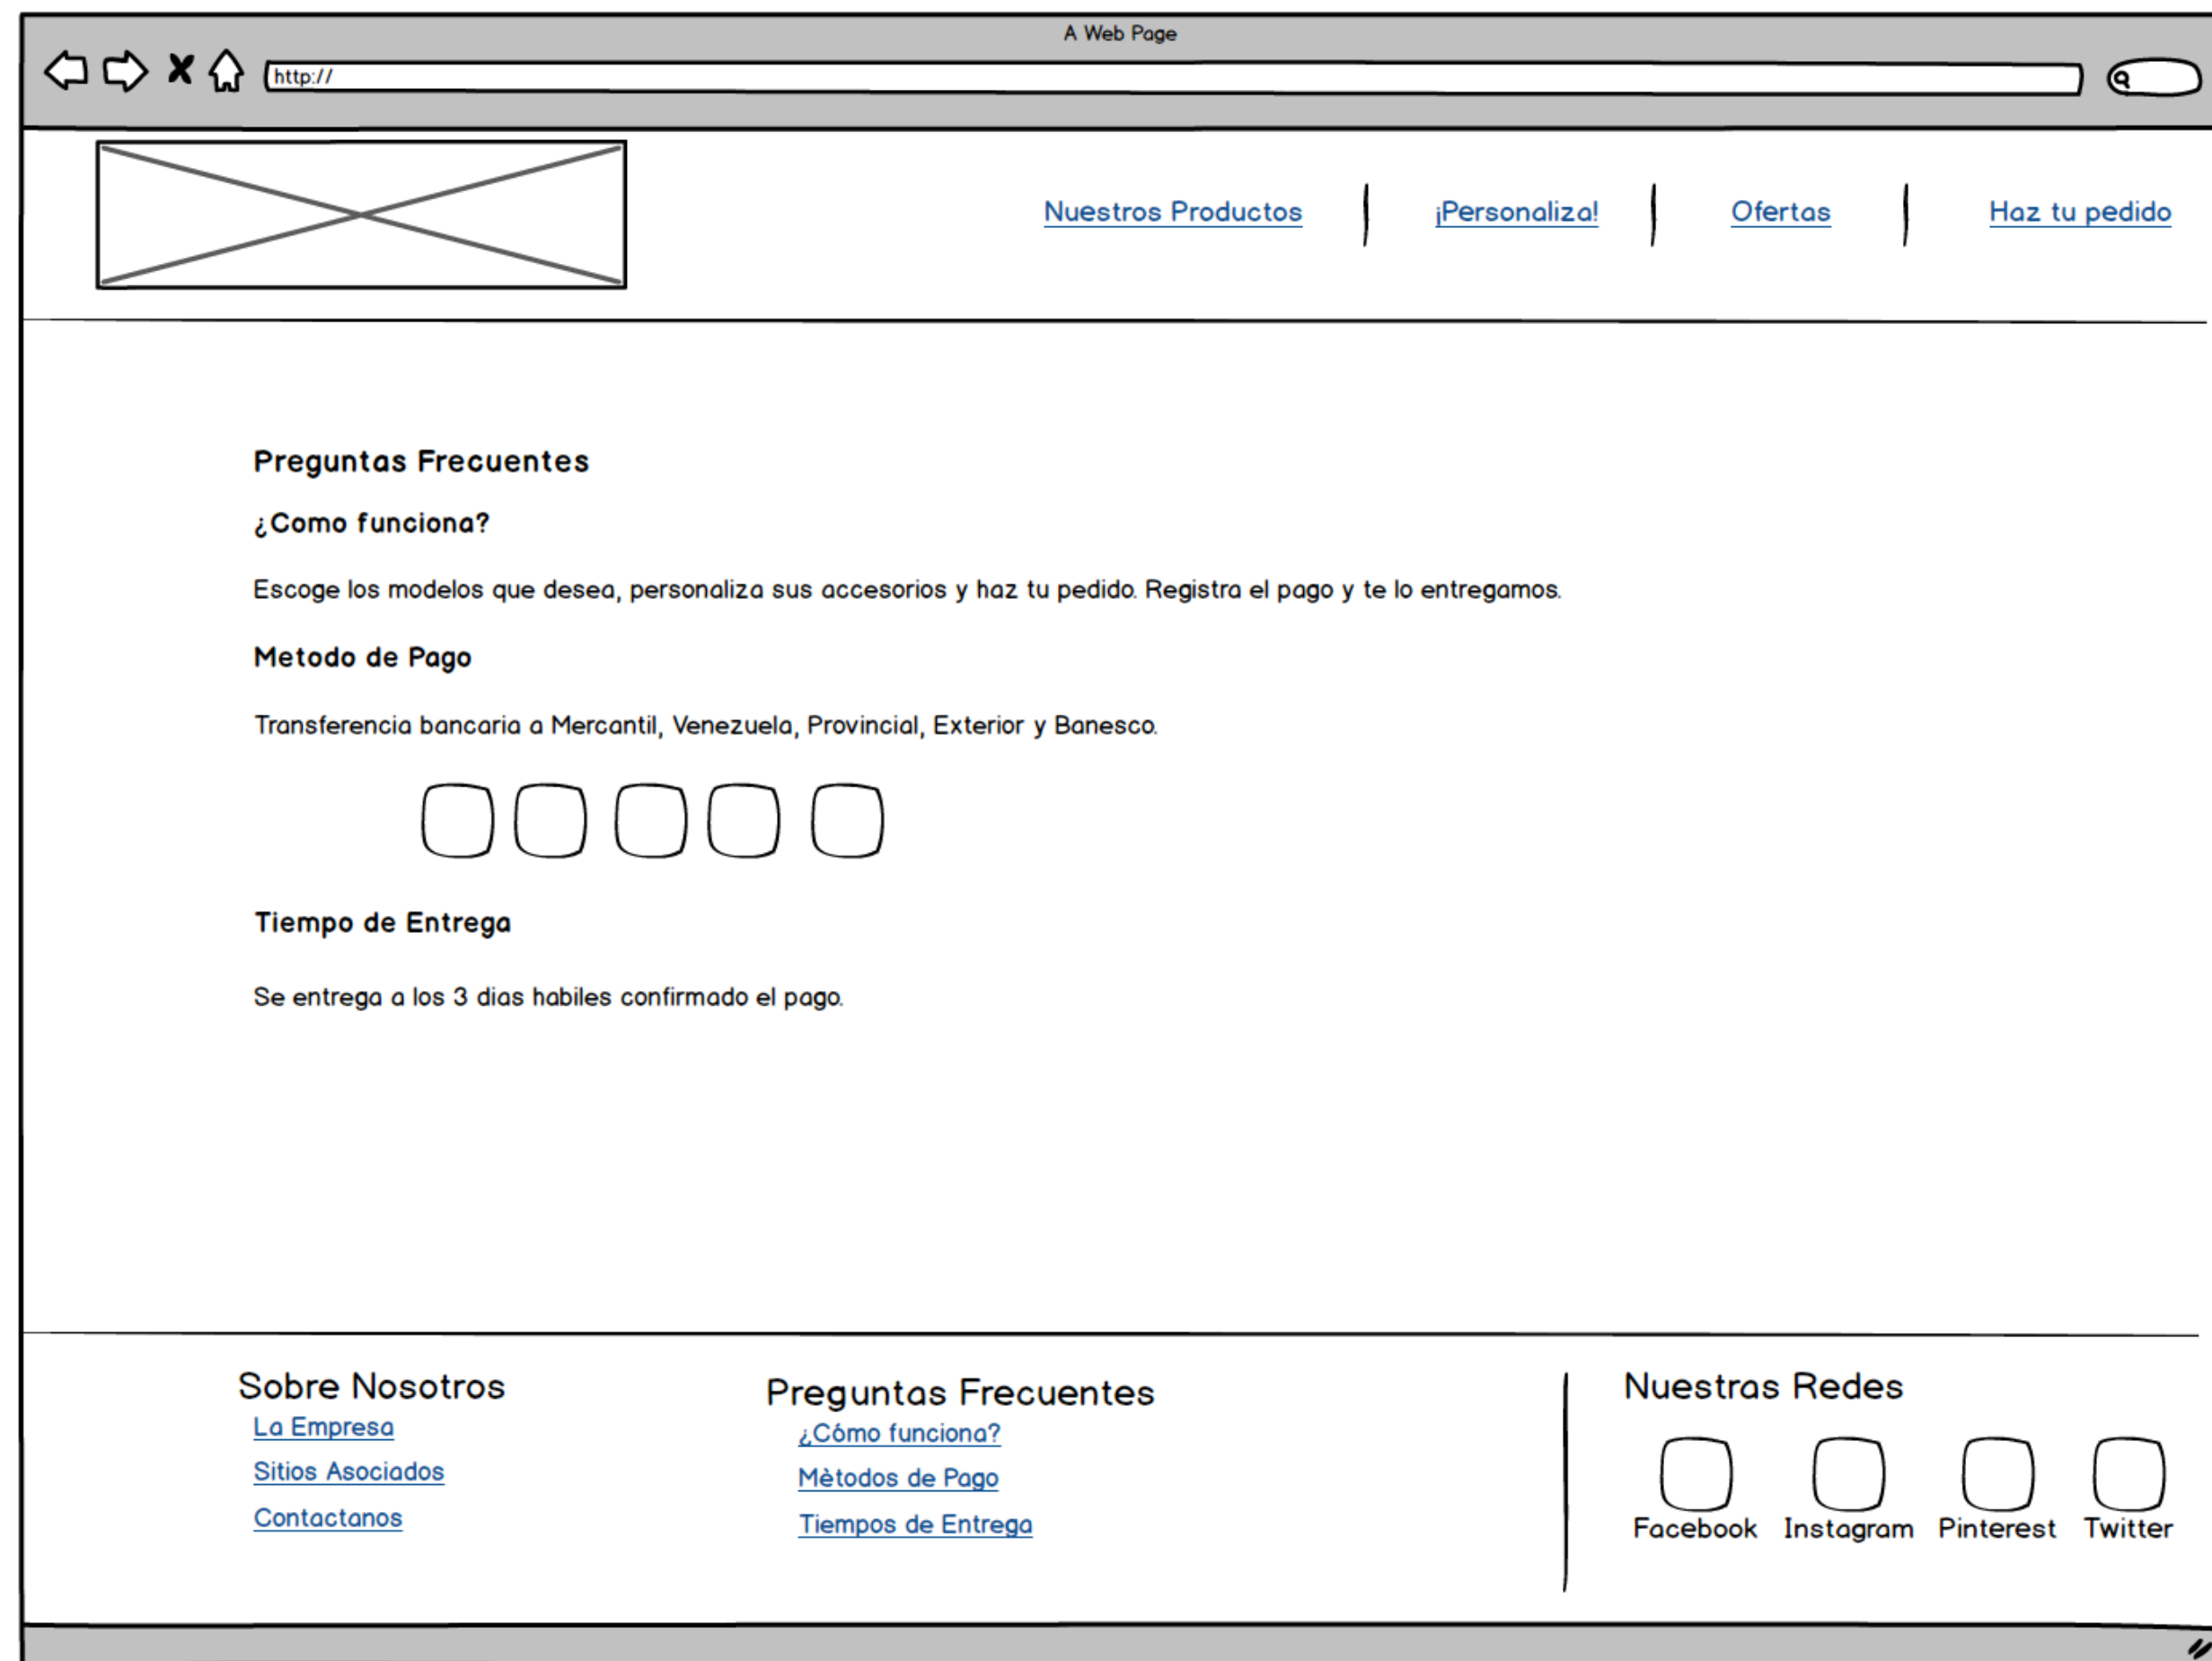 A Web Page
http://
Nuestros Productos
¡Personaliza!
Ofertas
Haz tu pedido
Preguntas Frecuentes
¿Como funciona?
Escoge los modelos que desea, personaliza sus accesorios y haz tu pedido. Registra el pago y te lo entregamos.
Metodo de Pago
Transferencia bancaria a Mercantil, Venezuela, Provincial, Exterior y Banesco.
Tiempo de Entrega
Se entrega a los 3 dias habiles confirmado el pago.
Sobre Nosotros
La Empresa
Sitios Asociados
Contactanos
Preguntas Frecuentes
¿Cómo funciona?
Mètodos de Pago
Tiempos de Entrega
Nuestras Redes
Facebook Instagram Pinterest Twitter